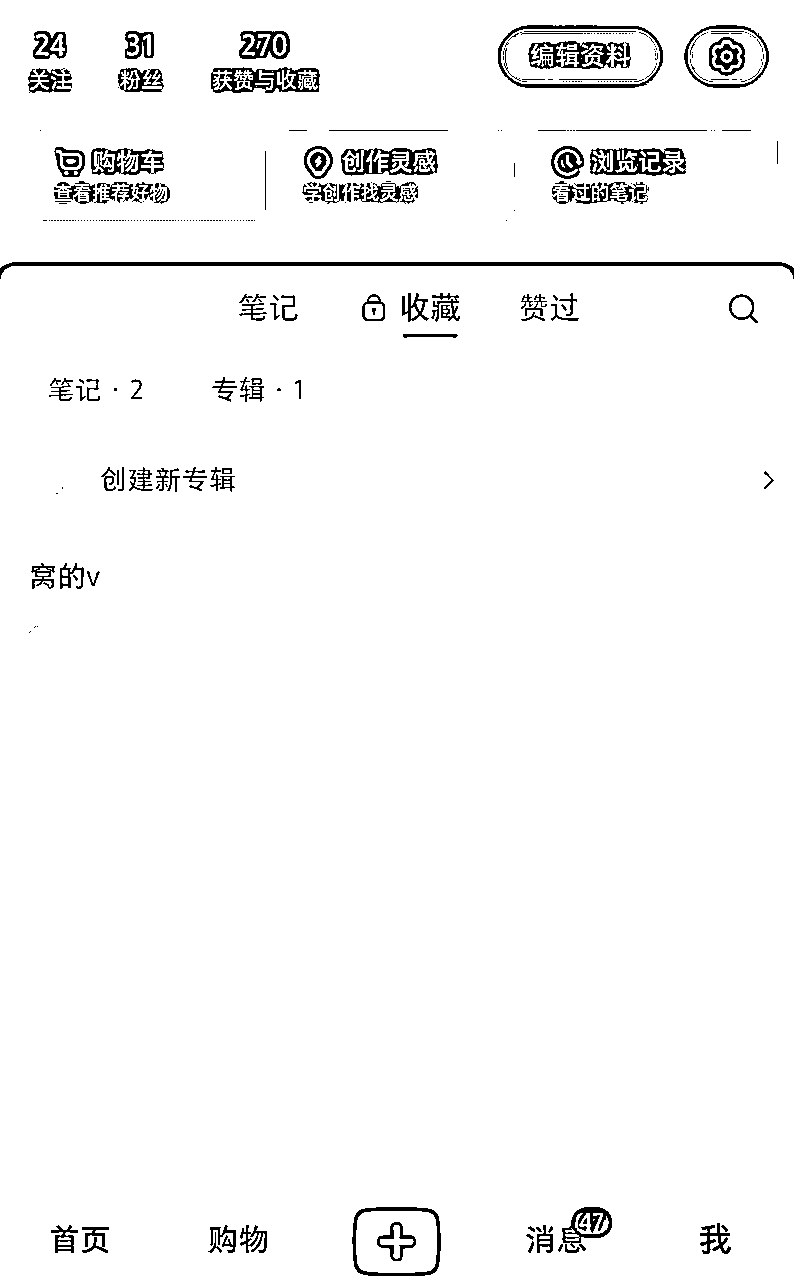 24 31 270 编辑资料
关注 粉丝 获赞与收藏
购物车 创作灵感 浏览记录
查看推荐好物 学创作找灵感 看过的笔记
笔记 收藏 赞过
笔记 · 2 专辑 · 1
创建新专辑
窝的v
首页 购物 消息 47 我